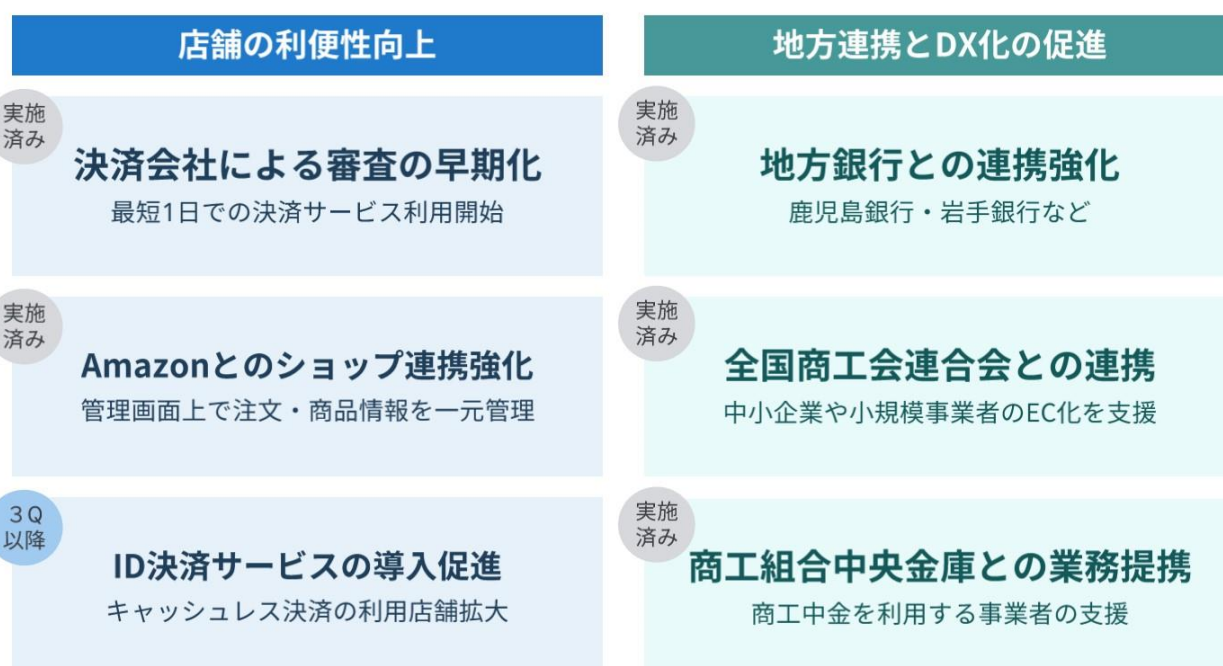 店舗の利便性向上
実施
済み
決済会社による審査の早期化
最短1日での決済サービス利用開始
実施
済み
Amazonとのショップ連携強化
管理画面上で注文・商品情報を一元管理
3Q
以降
ID決済サービスの導入促進
キャッシュレス決済の利用店舗拡大
地方連携とDX化の促進
実施
済み
地方銀行との連携強化
鹿児島銀行・岩手銀行など
実施
済み
全国商工会連合会との連携
中小企業や小規模事業者のEC化を支援
実施
済み
商工組合中央金庫との業務提携
商工中金を利用する事業者の支援